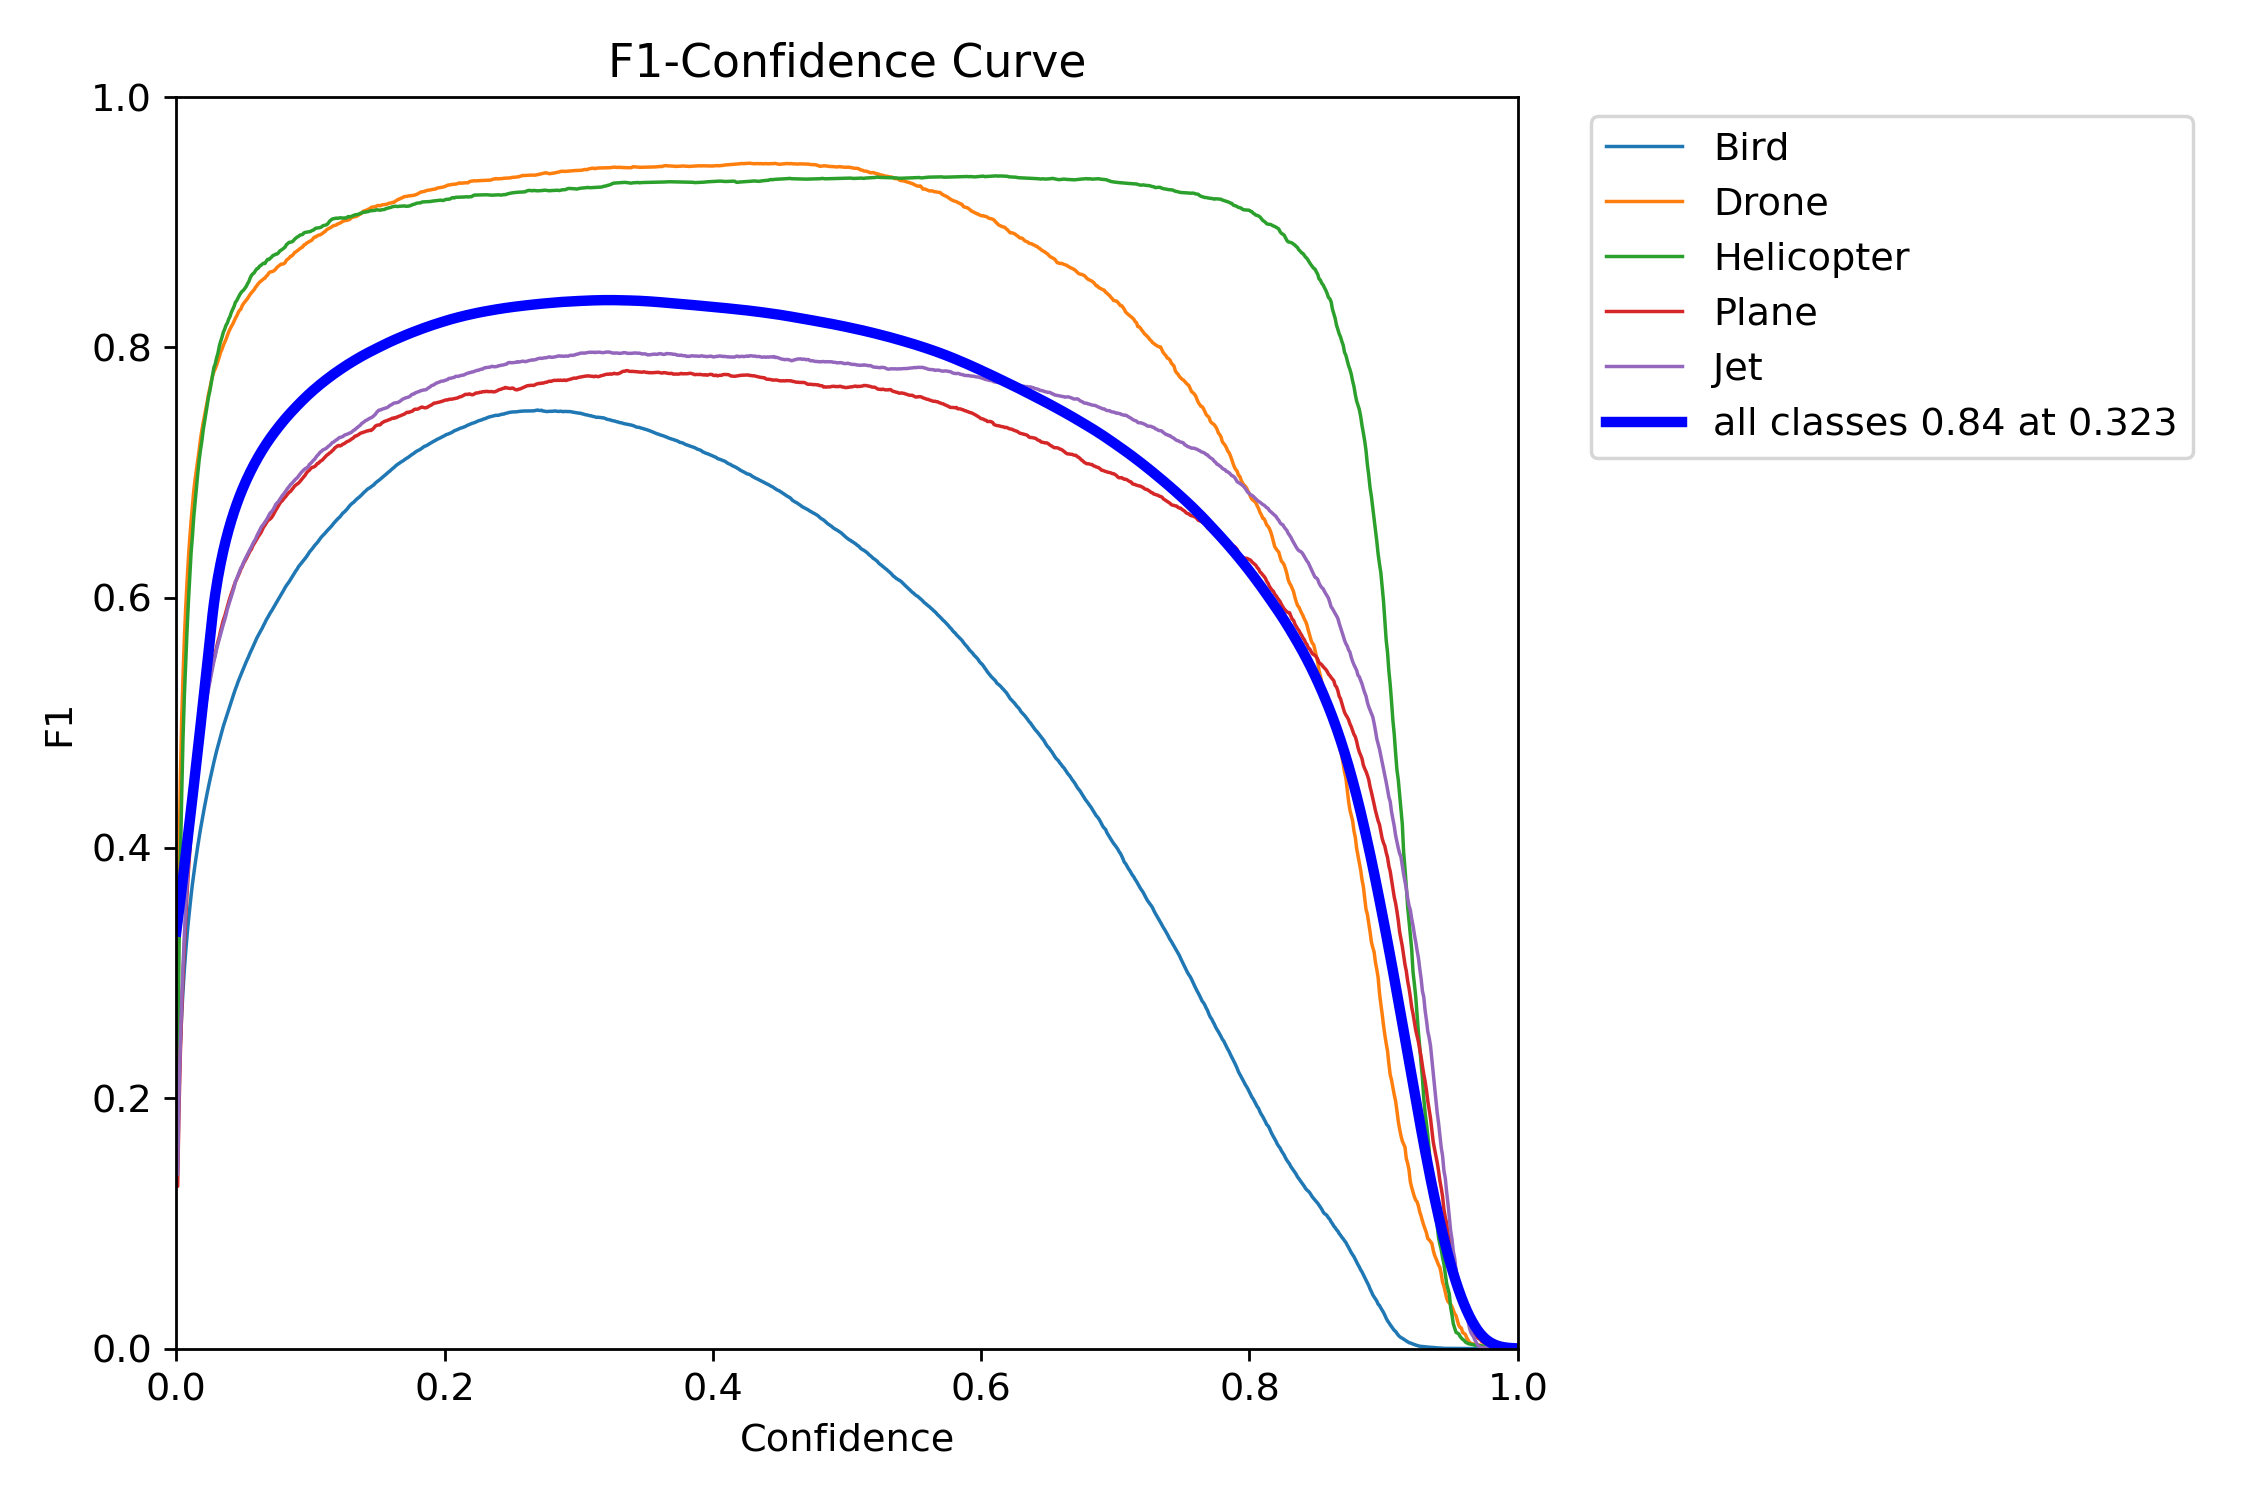 F1-Confidence Curve
1.0
0.8
0.6
0.4
0.2
0.0
F1
0.0 0.2 0.4 0.6 0.8 1.0
Confidence
Bird
Drone
Helicopter
Plane
Jet
all classes 0.84 at 0.323